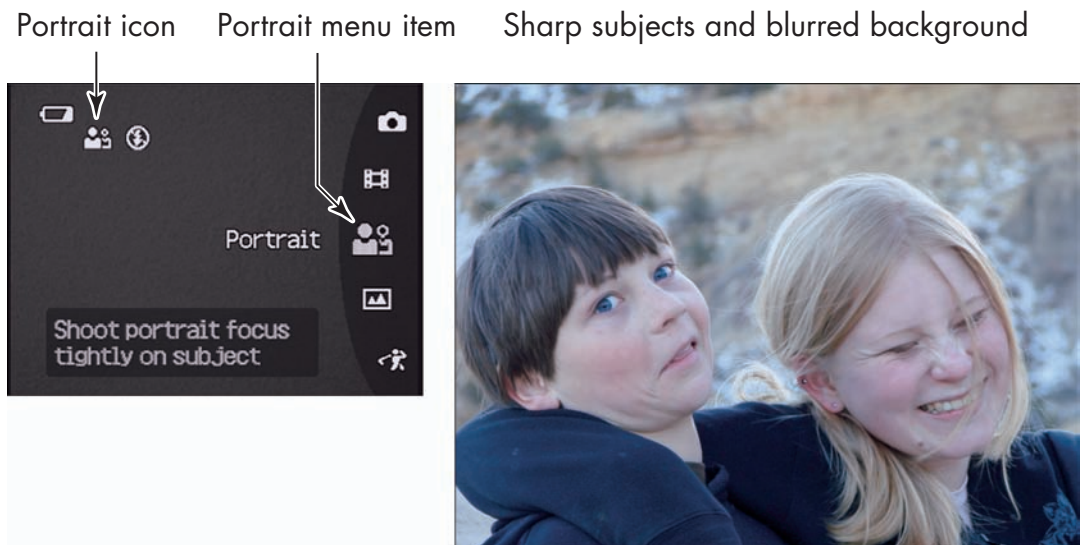 Portrait icon
Portrait menu item
Sharp subjects and blurred background
Portrait
Shoot portrait focus
tightly on subject